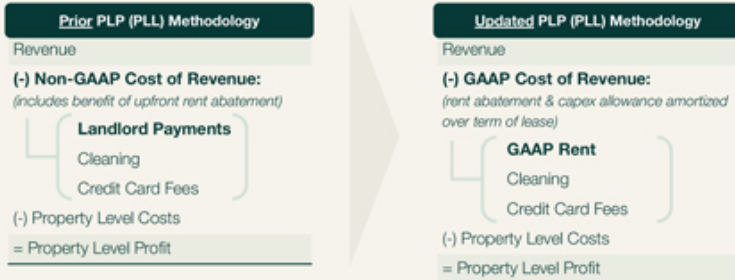 Prior PLP (PLL) Methodology
Revenue
(-) Non-GAAP Cost of Revenue:
(includes benefit of upfront rent abatement)
Landlord Payments
Cleaning
Credit Card Fees
(-) Property Level Costs
= Property Level Profit
Updated PLP (PLL) Methodology
Revenue
(-) GAAP Cost of Revenue:
(rent abatement & capex allowance amortized
over term of lease)
GAAP Rent
Cleaning
Credit Card Fees
(-) Property Level Costs
= Property Level Profit